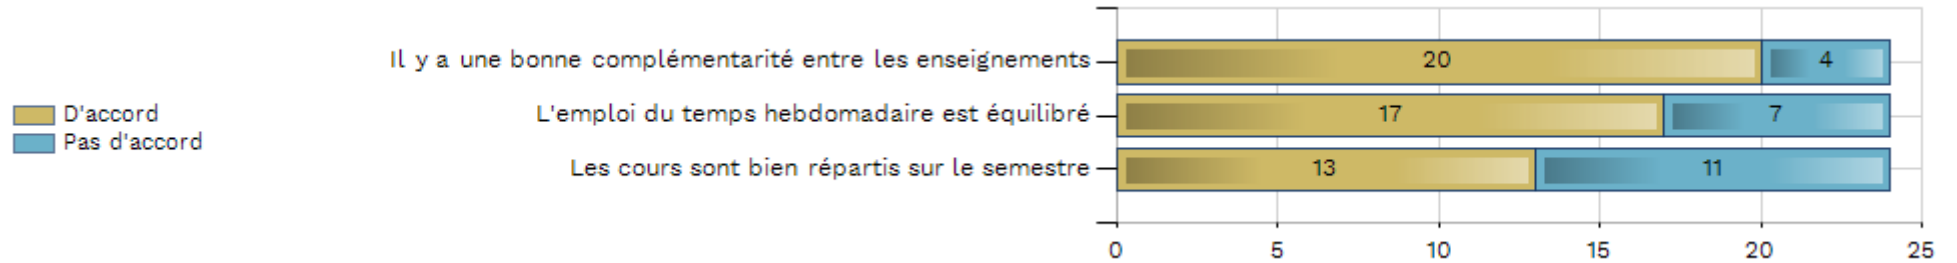 D'accord
Pas d'accord
Il y a une bonne complémentarité entre les enseignements
20
4
L'emploi du temps hebdomadaire est équilibré
17
7
Les cours sont bien répartis sur le semestre
13
11
0 5 10 15 20 25